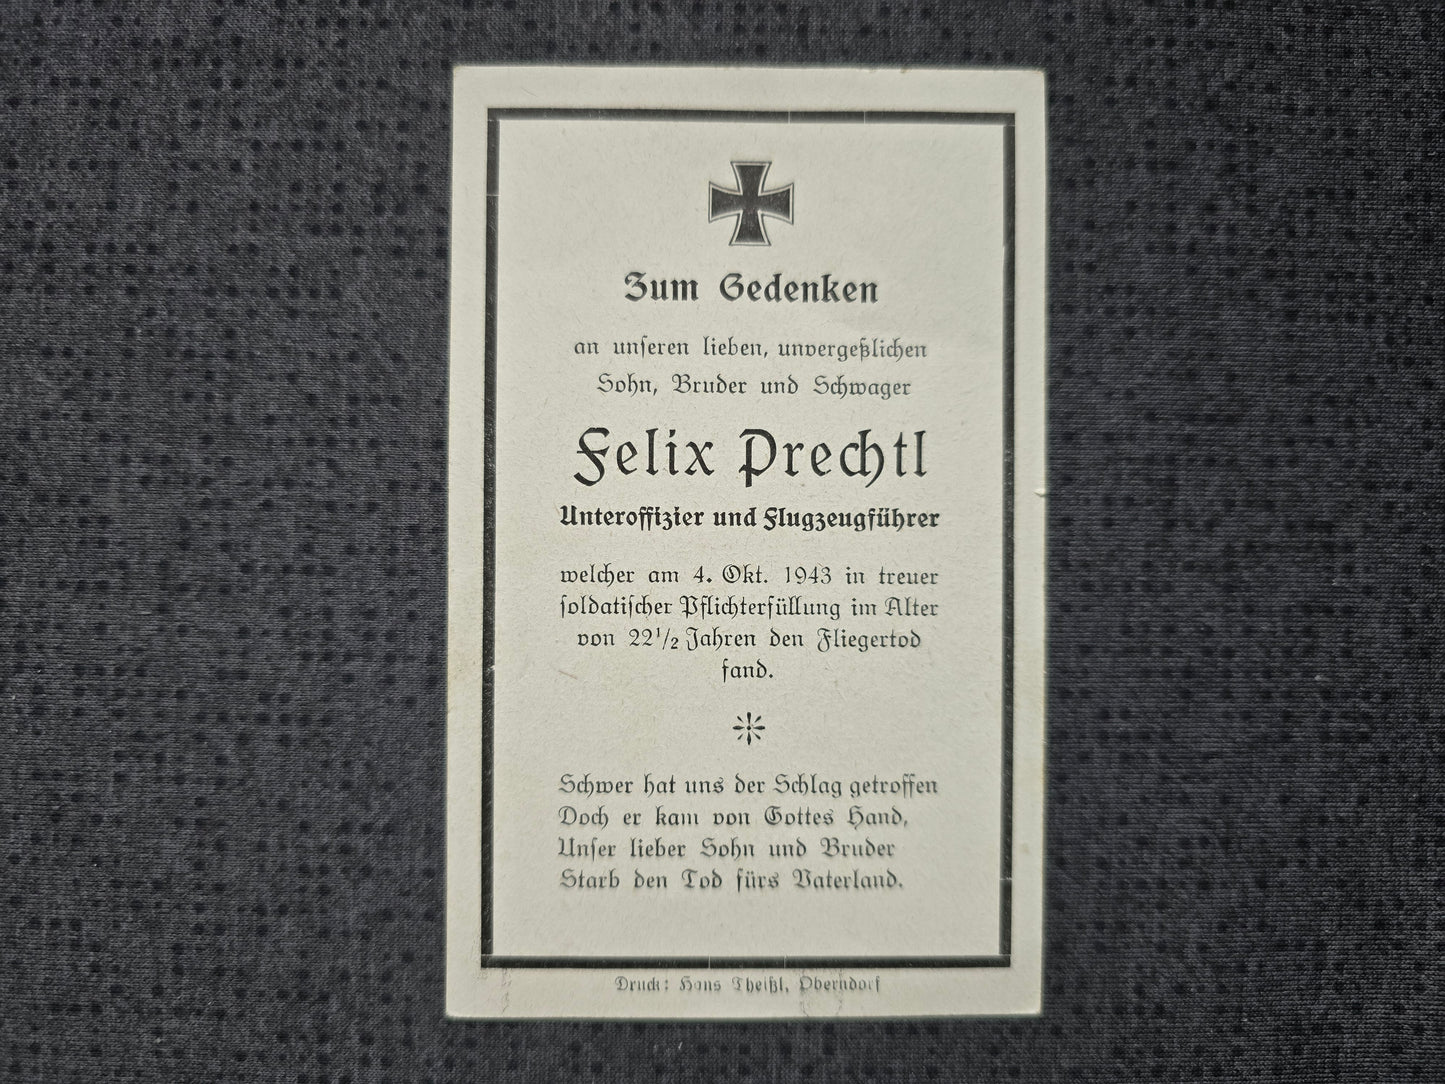 Zum Gedenken
an unseren lieben, unvergeßlichen
Sohn, Bruder und Schwager
Felix Prechtl
Unteroffizier und Flugzeugführer
welcher am 4. Okt. 1943 in treuer
soldatischer Pflichterfüllung im Alter
von 22½ Jahren den Fliegertod
fand.
Schwer hat uns der Schlag getroffen
Doch er kam von Gottes Hand,
Unser lieber Sohn und Bruder
Starb den Tod fürs Vaterland.
Druck: Hans Theißl, Oberndorf